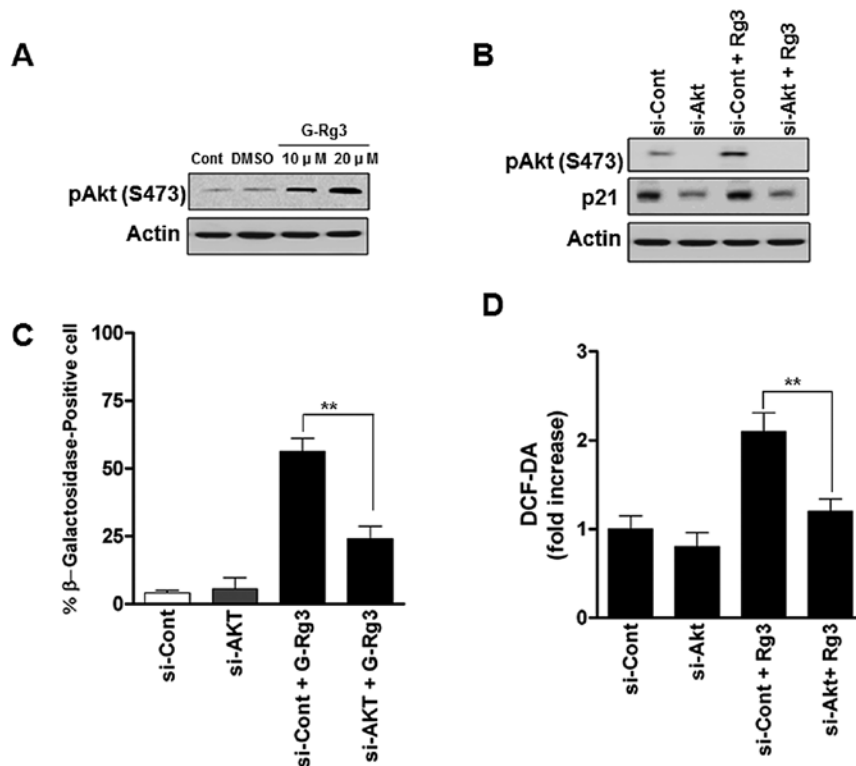 A
G-Rg3
Cont DMSO 10 μ M 20 μ M
pAkt (S473)
Actin
B
si-Cont
si-Akt
si-Cont + Rg3
si-Akt + Rg3
pAkt (S473)
p21
Actin
C
% β–Galactosidase-Positive cell
100
75
50
25
0
**
si-Cont
si-AKT
si-Cont + G-Rg3
si-AKT + G-Rg3
D
DCF-DA
(fold increase)
3
2
1
0
**
si-Cont
si-Akt
si-Cont + Rg3
si-Akt+ Rg3